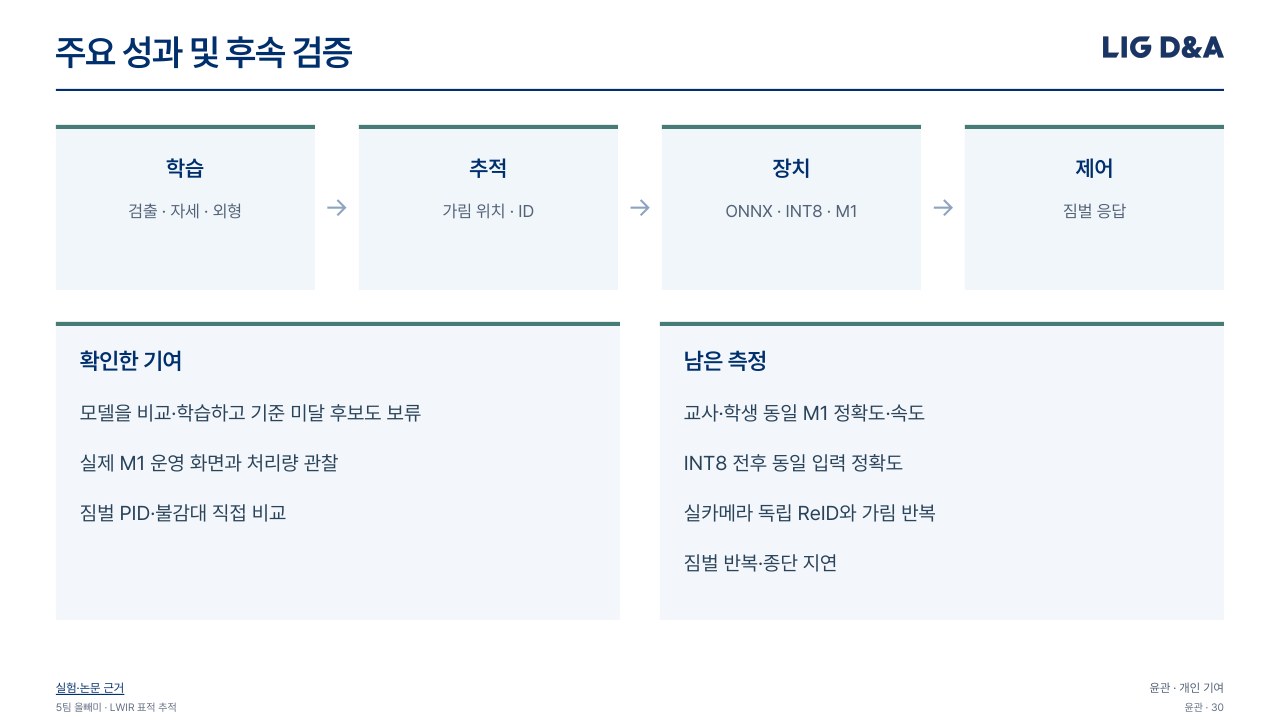 주요 성과 및 후속 검증
LIG D&A
학습
검출 · 자세 · 외형
→
추적
가림 위치 · ID
→
장치
ONNX · INT8 · M1
→
제어
짐벌 응답
확인한 기여
모델을 비교·학습하고 기준 미달 후보도 보류
실제 M1 운영 화면과 처리량 관찰
짐벌 PID·불감대 직접 비교
남은 측정
교사·학생 동일 M1 정확도·속도
INT8 전후 동일 입력 정확도
실카메라 독립 ReID와 가림 반복
짐벌 반복·종단 지연
실험·논문 근거
5팀 올빼미 · LWIR 표적 추적
윤관 · 개인 기여
윤관 · 30